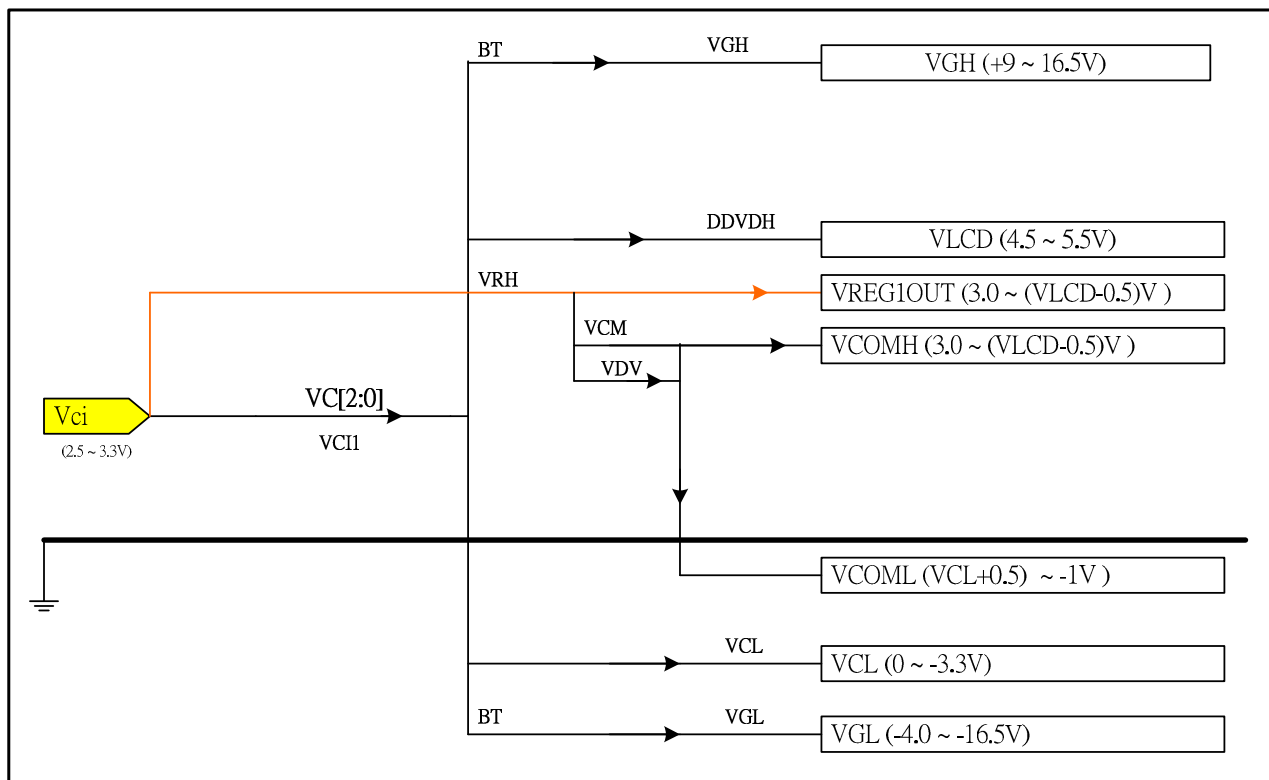 BT
VGH
VGH (+9 ~ 16.5V)
DDVDH
VLCD (4.5 ~ 5.5V)
VRH
VREG1OUT (3.0 ~ (VLCD-0.5)V )
VCM
VCOMH (3.0 ~ (VLCD-0.5)V )
VDV
Vci
VC[2:0]
(2.5 ~ 3.3V)
VCI1
VCOML (VCL+0.5) ~ -1V )
VCL
VCL (0 ~ -3.3V)
BT
VGL
VGL (-4.0 ~ -16.5V)